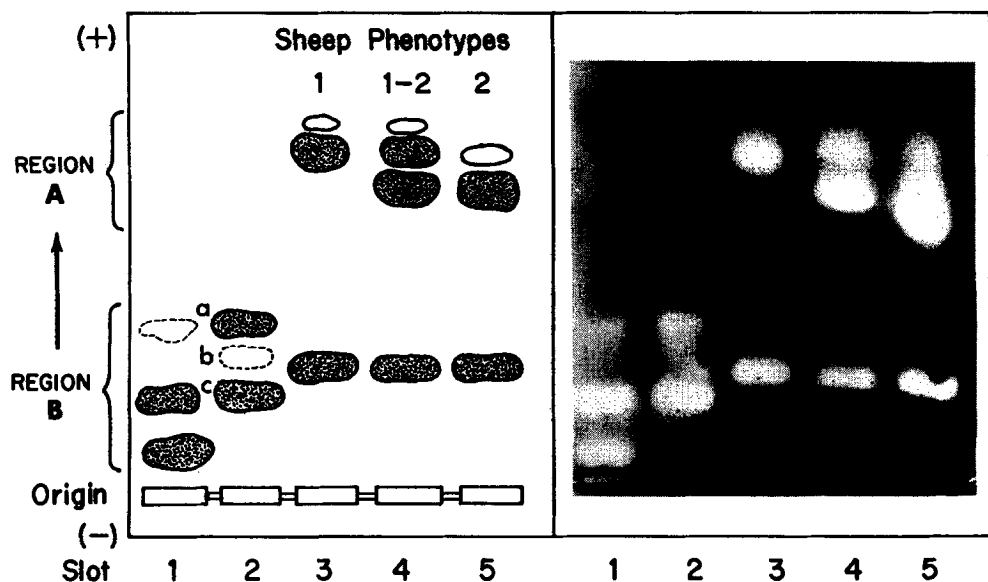 (+)
Sheep Phenotypes
1 1-2 2
REGION
A
a
b
REGION
B
c
Origin
(-)
Slot 1 2 3 4 5
1 2 3 4 5